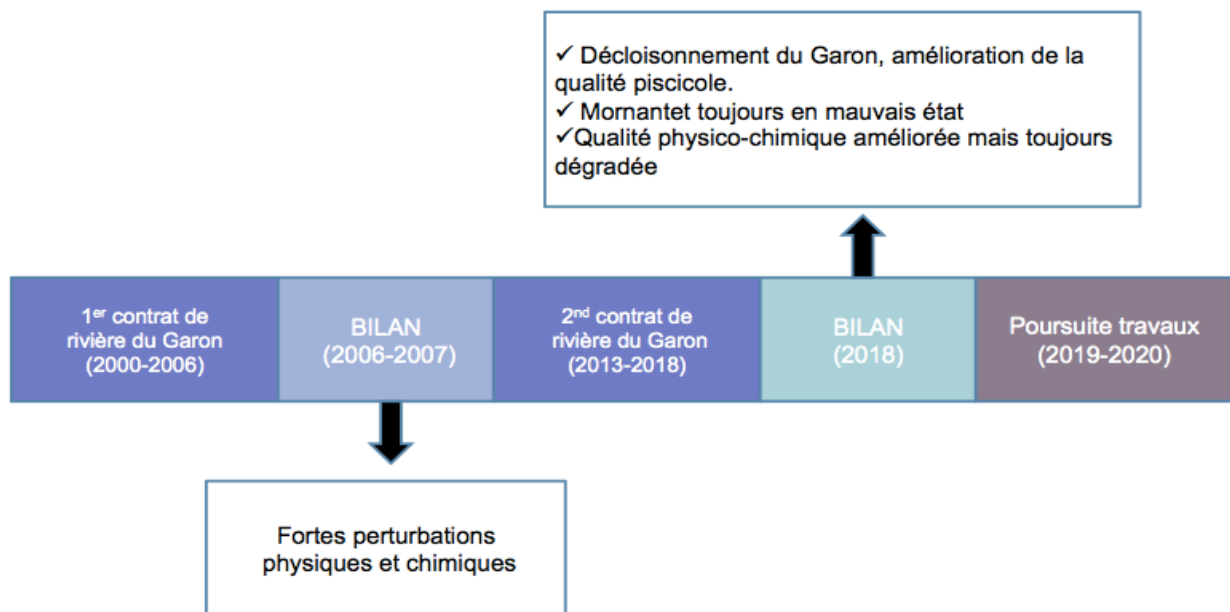 ✓ Décloisonnement du Garon, amélioration de la
qualité piscicole.
✓ Mornantet toujours en mauvais état
✓Qualité physico-chimique améliorée mais toujours
dégradée
1er contrat de
rivière du Garon
(2000-2006)
BILAN
(2006-2007)
2nd contrat de
rivière du Garon
(2013-2018)
BILAN
(2018)
Poursuite travaux
(2019-2020)
Fortes perturbations
physiques et chimiques